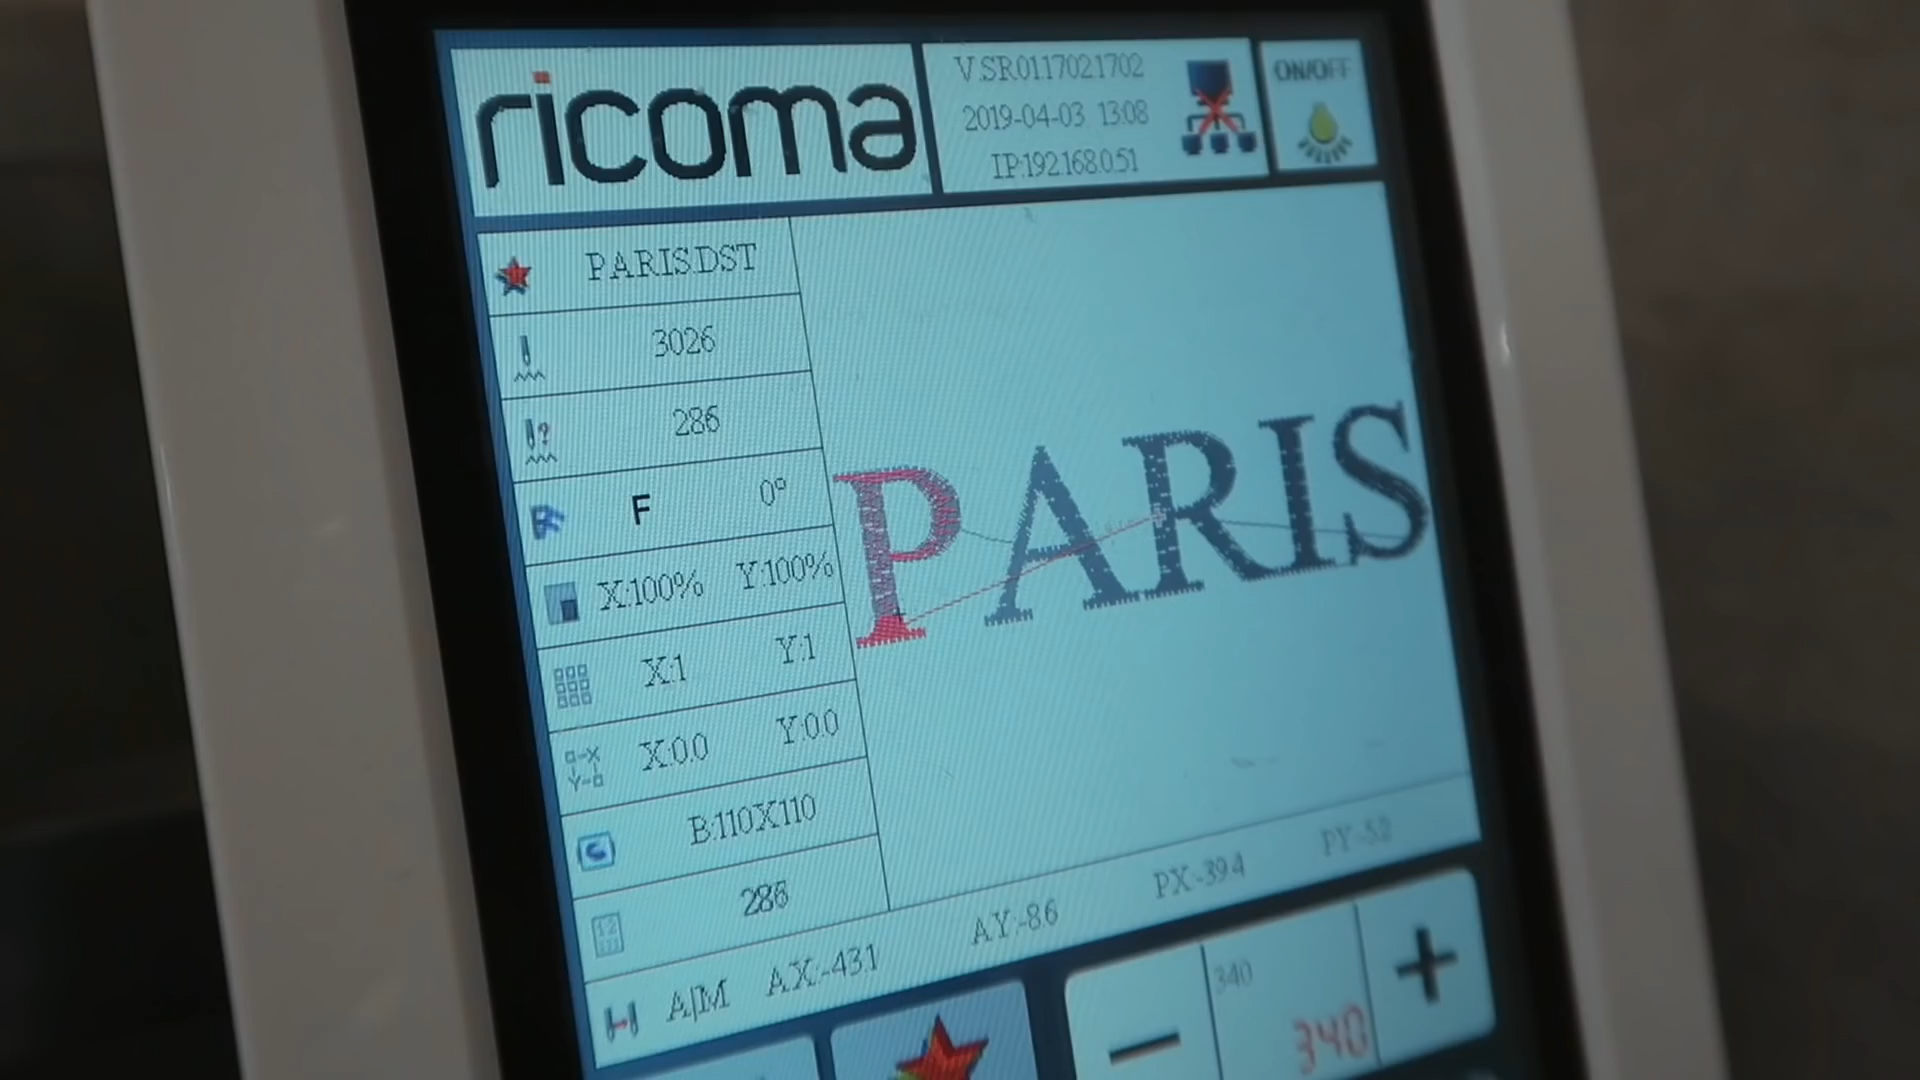 ricoma
V.SR0117021702
2019-04-03 13:08
IP:192.168.0.51
ON/OFF
PARIS.DST
3026
286
F 0°
X:100% Y:100%
X:1 Y:1
X:0.0 Y:0.0
B:110X110
286
A|M AX:-43.1 AY:-8.6 PX:-39.4 PY:-5.2
PARIS
340
340